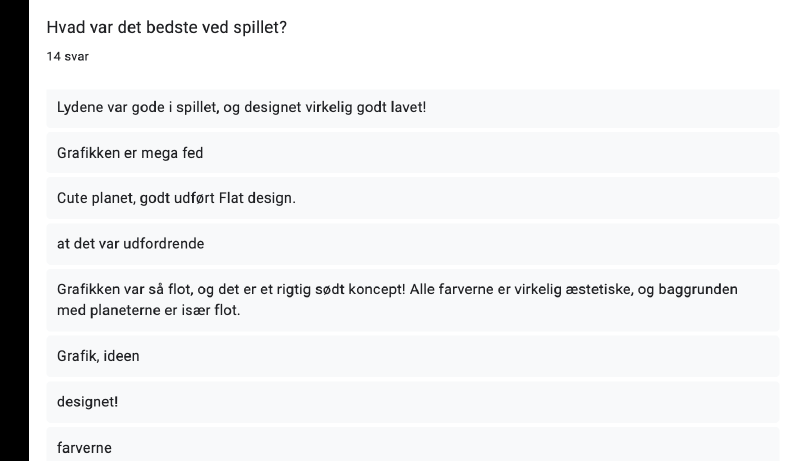 Hvad var det bedste ved spillet?
14 svar
Lydene var gode i spillet, og designet virkelig godt lavet!
Grafikken er mega fed
Cute planet, godt udført Flat design.
at det var udfordrende
Grafikken var så flot, og det er et rigtig sødt koncept! Alle farverne er virkelig æstetiske, og baggrunden
med planeterne er især flot.
Grafik, ideen
designet!
farverne